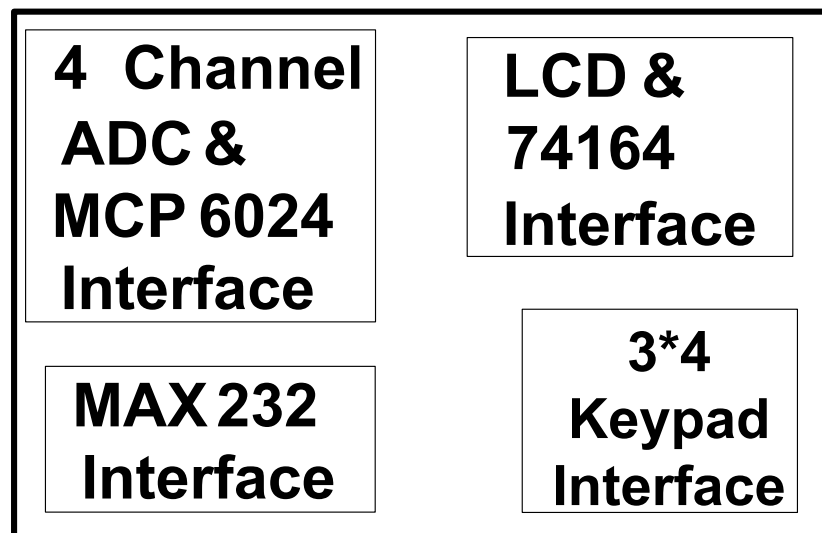 4 Channel
ADC &
MCP 6024
Interface
LCD &
74164
Interface
MAX 232
Interface
3*4
Keypad
Interface